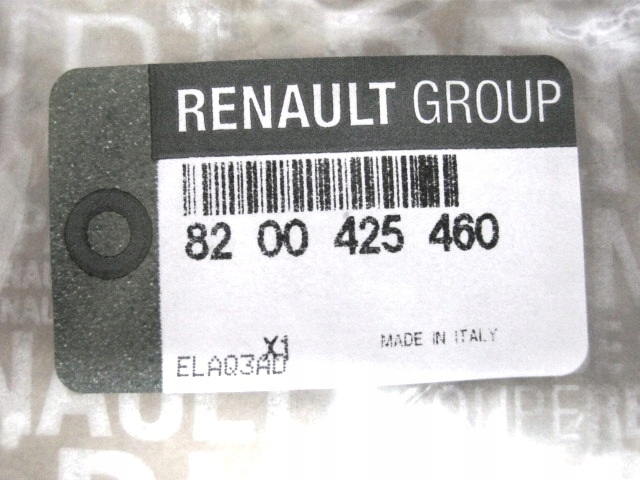 RENAULT GROUP
82 00 425 460
X1
MADE IN ITALY
ELAQ3AD